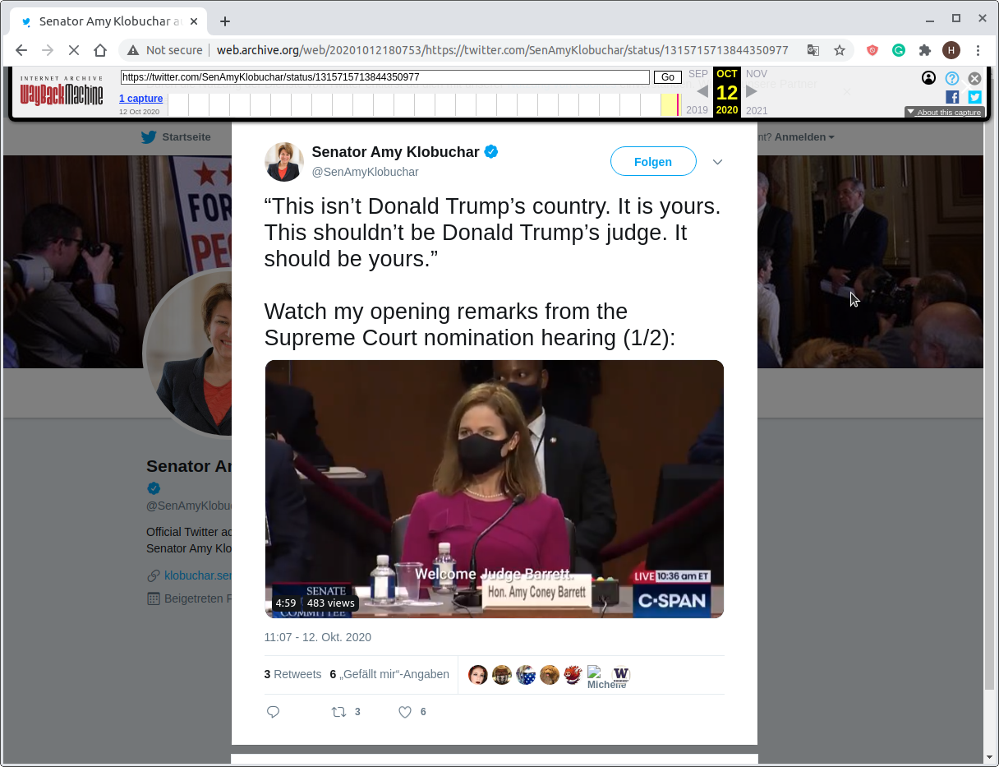 Senator Amy Klobuchar a
Not secure
web.archive.org/web/20201012180753/https://twitter.com/SenAmyKlobuchar/status/1315715713844350977
H
INTERNET ARCHIVE
WayBackMachine
https://twitter.com/SenAmyKlobuchar/status/1315715713844350977
Go
SEP OCT NOV
1 capture
12 Oct 2020
12
2019 2020 2021
About this capture
Startseite
nt? Anmelden
FOR
PE
Senator Amy Klobuchar
@SenAmyKlobuchar
Folgen
“This isn’t Donald Trump’s country. It is yours.
This shouldn’t be Donald Trump’s judge. It
should be yours.”
Watch my opening remarks from the
Supreme Court nomination hearing (1/2):
Senator Ar
@SenAmyKlobu
Official Twitter ac
Senator Amy Klo
klobuchar.ser
Beigetreten F
Welcome Judge Barrett.
Hon. Amy Coney Barrett
LIVE 10:36 am ET
C-SPAN
SENATE
COMMITTEE
4:59 483 views
11:07 - 12. Okt. 2020
3 Retweets 6 „Gefällt mir“-Angaben
Michele
W
3 6